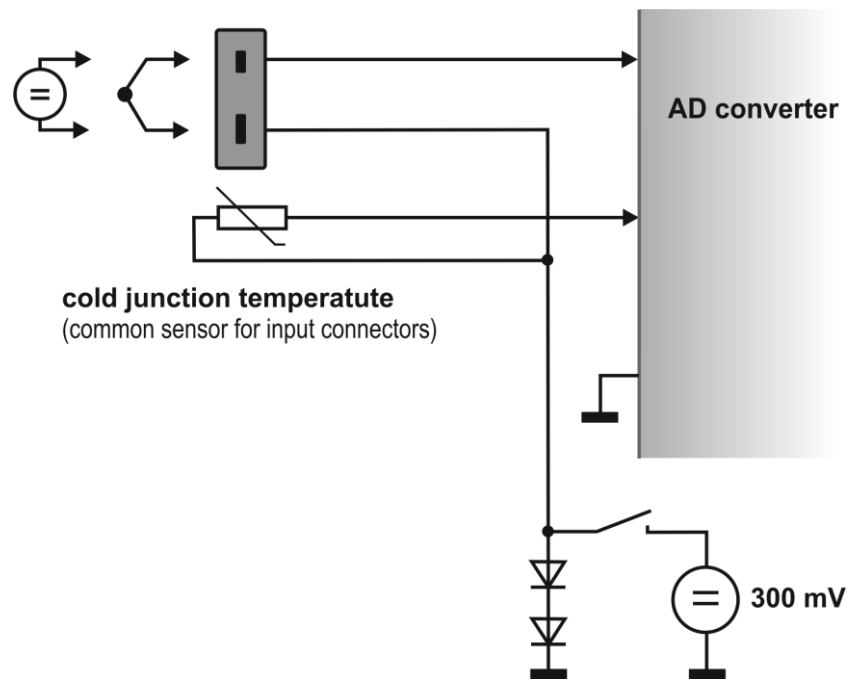 AD converter
cold junction temperatute
(common sensor for input connectors)
300 mV